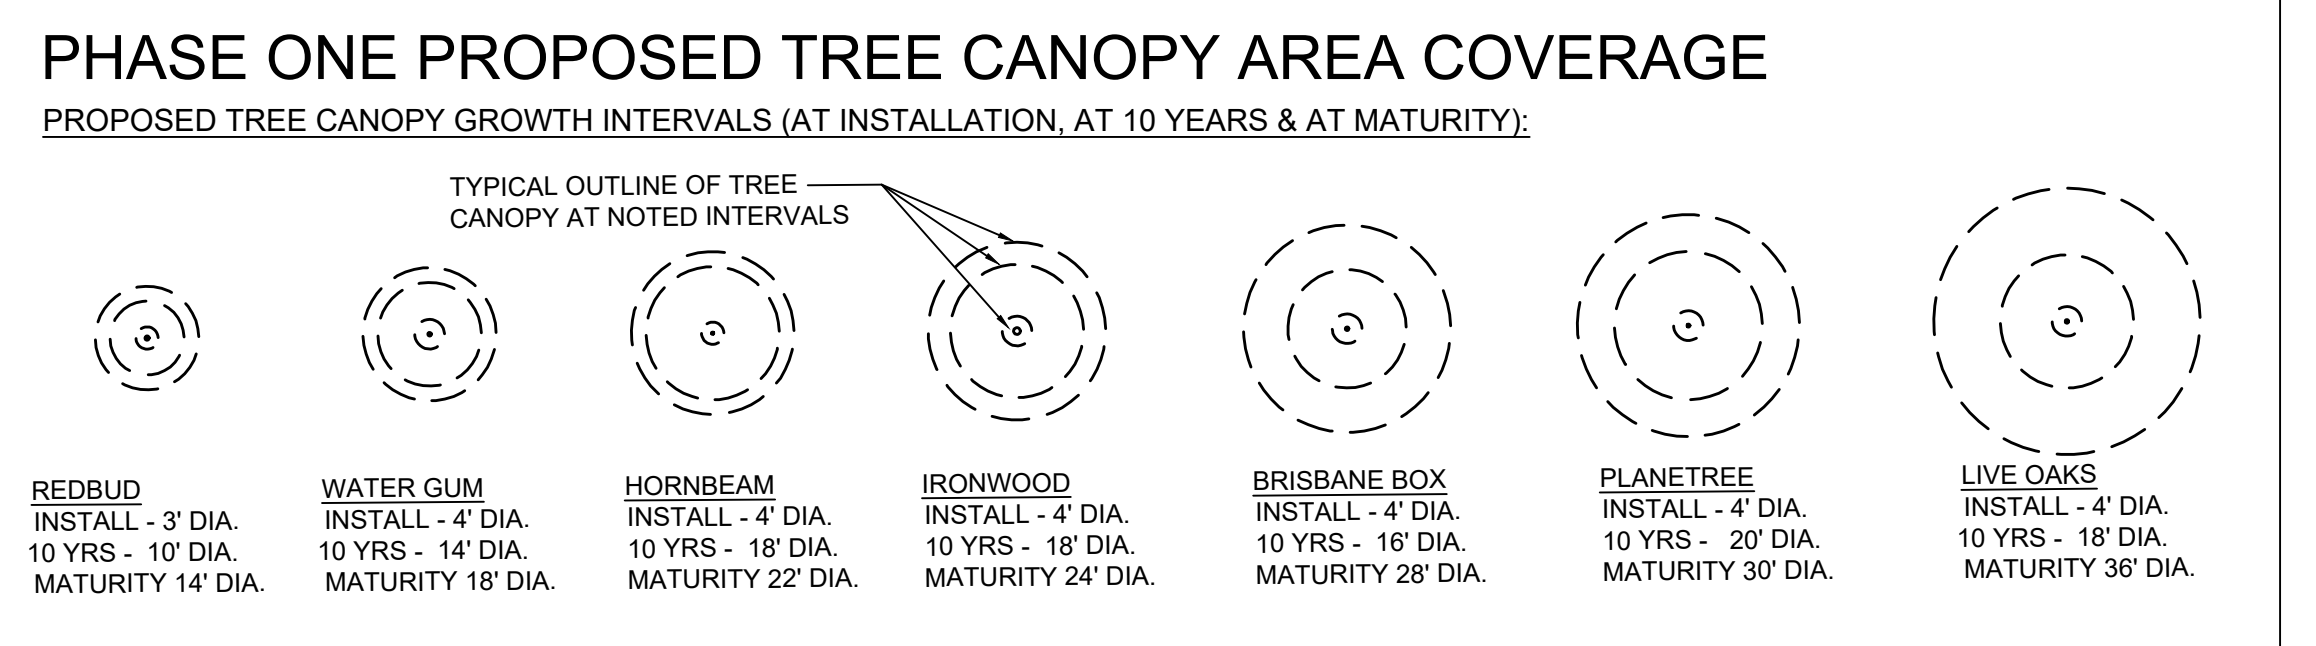 PHASE ONE PROPOSED TREE CANOPY AREA COVERAGE
PROPOSED TREE CANOPY GROWTH INTERVALS (AT INSTALLATION, AT 10 YEARS & AT MATURITY):
TYPICAL OUTLINE OF TREE
CANOPY AT NOTED INTERVALS
REDBUD
INSTALL - 3' DIA.
10 YRS - 10' DIA.
MATURITY 14' DIA.
WATER GUM
INSTALL - 4' DIA.
10 YRS - 14' DIA.
MATURITY 18' DIA.
HORNBEAM
INSTALL - 4' DIA.
10 YRS - 18' DIA.
MATURITY 22' DIA.
IRONWOOD
INSTALL - 4' DIA.
10 YRS - 18' DIA.
MATURITY 24' DIA.
BRISBANE BOX
INSTALL - 4' DIA.
10 YRS - 16' DIA.
MATURITY 28' DIA.
PLANETREE
INSTALL - 4' DIA.
10 YRS - 20' DIA.
MATURITY 30' DIA.
LIVE OAKS
INSTALL - 4' DIA.
10 YRS - 18' DIA.
MATURITY 36' DIA.